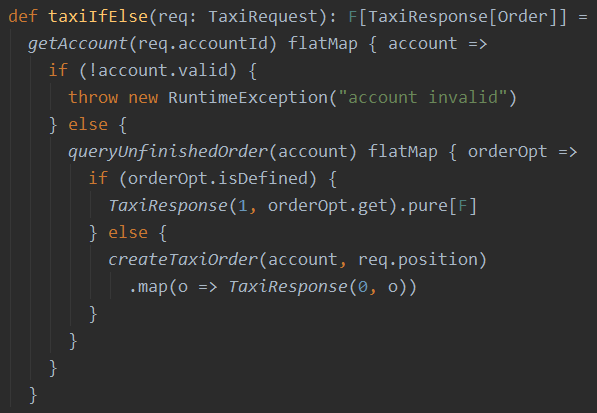 def taxiIfElse(req: TaxiRequest): F[TaxiResponse[Order]] =
  getAccount(req.accountId) flatMap { account =>
    if (!account.valid) {
      throw new RuntimeException("account invalid")
    } else {
      queryUnfinishedOrder(account) flatMap { orderOpt =>
        if (orderOpt.isDefined) {
          TaxiResponse(1, orderOpt.get).pure[F]
        } else {
          createTaxiOrder(account, req.position)
            .map(o => TaxiResponse(0, o))
        }
      }
    }
  }